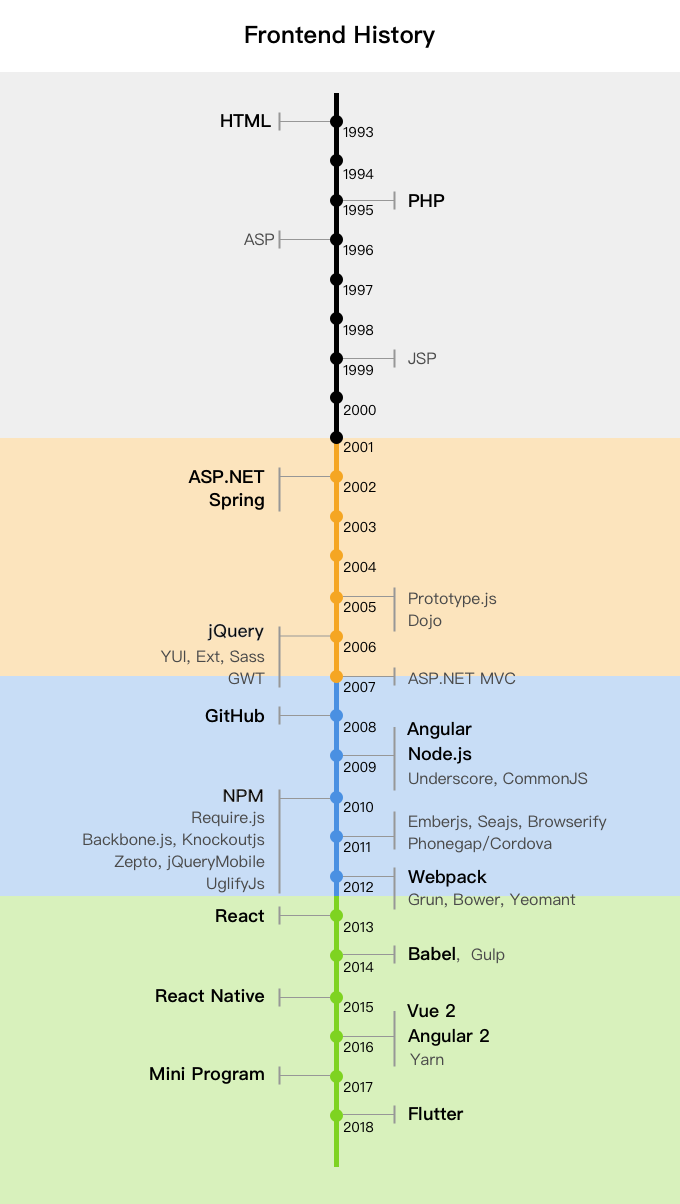 Frontend History
HTML
1993
1994
PHP
1995
ASP
1996
1997
1998
JSP
1999
2000
2001
ASP.NET
Spring
2002
2003
2004
Prototype.js
Dojo
2005
jQuery
YUI, Ext, Sass
GWT
2006
ASP.NET MVC
2007
GitHub
2008
Angular
Node.js
Underscore, CommonJS
2009
NPM
Require.js
Backbone.js, Knockoutjs
Zepto, jQueryMobile
UglifyJs
2010
Emberjs, Seajs, Browserify
Phonegap/Cordova
2011
Webpack
Grun, Bower, Yeomant
2012
React
2013
Babel, Gulp
2014
React Native
2015
Vue 2
Angular 2
Yarn
2016
Mini Program
2017
Flutter
2018